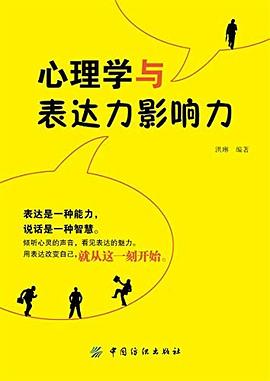 心理学与
表达力影响力
洪琳 编著
表达是一种能力，
说话是一种智慧。
倾听心灵的声音，看见表达的魅力。
用表达改变自己，就从这一刻开始。
中国纺织出版社